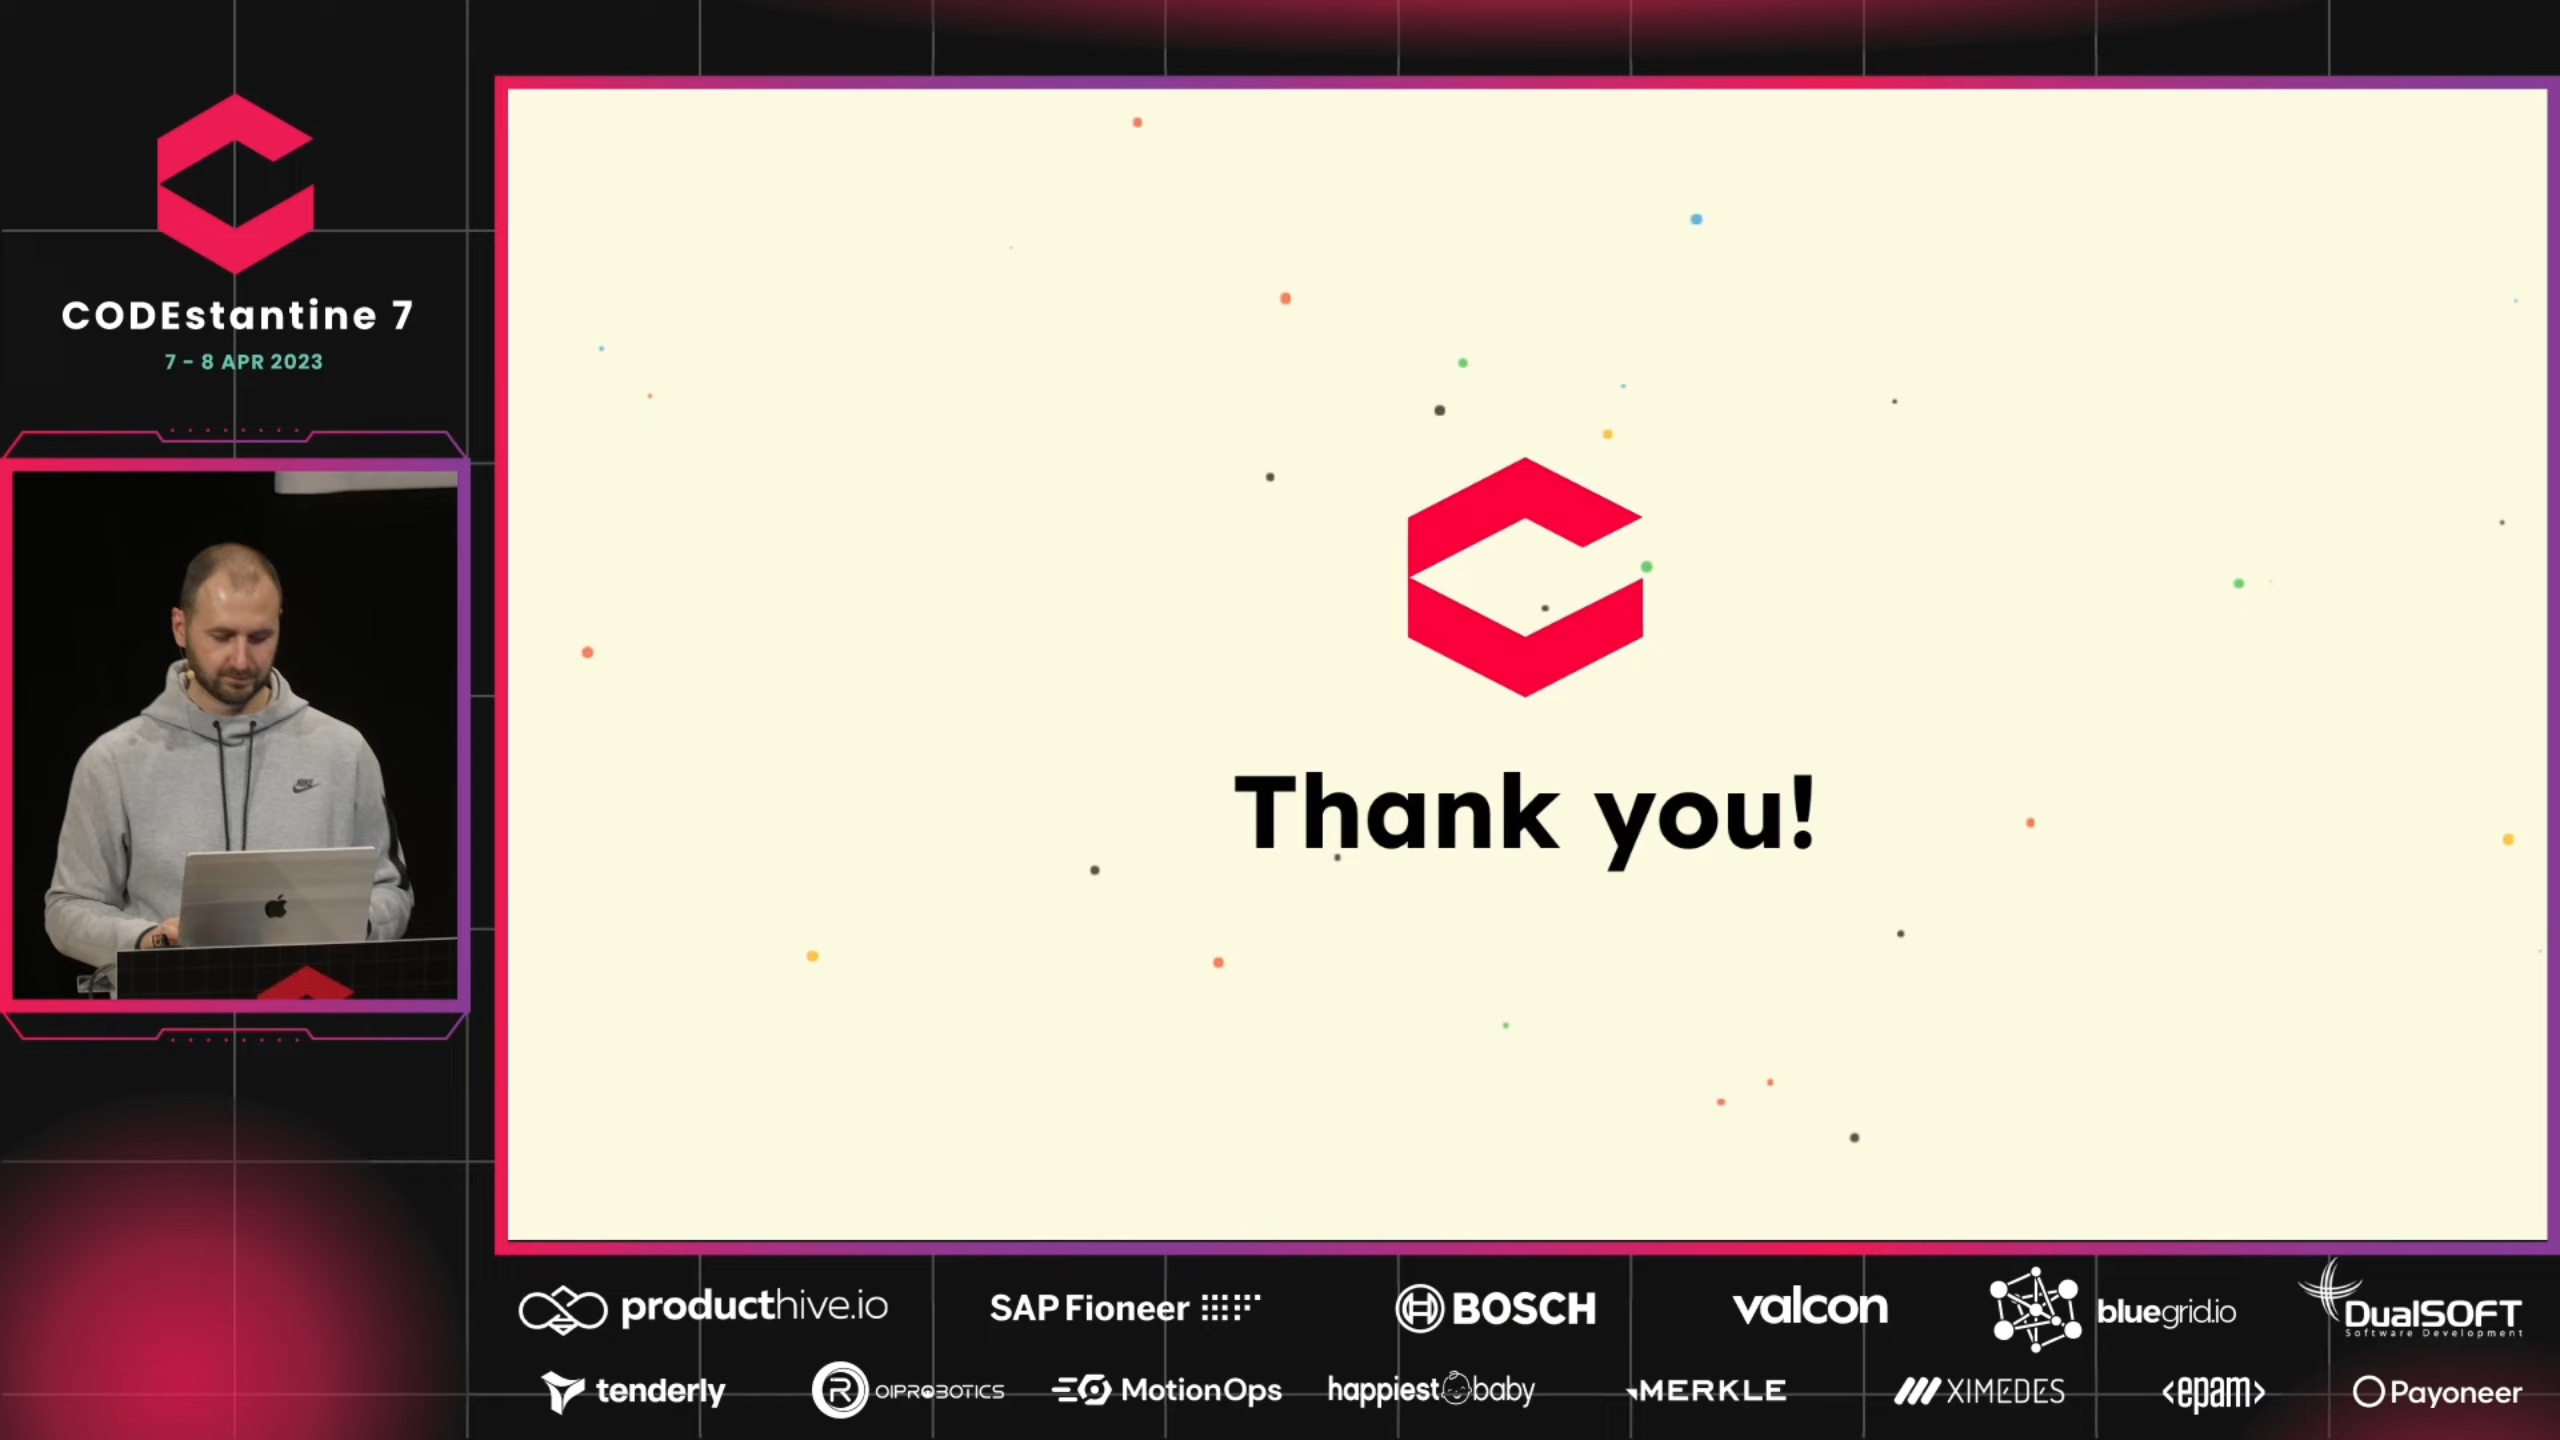 CODEstantine 7
7 - 8 APR 2023
NIKE
Thank you!
producthive.io
SAP Fioneer
BOSCH
valcon
bluegrid.io
DualSOFT
Software Development
tenderly
R
OIPROBOTICS
MotionOps
happiest baby
MERKLE
XIMEDES
<epam>
Payoneer